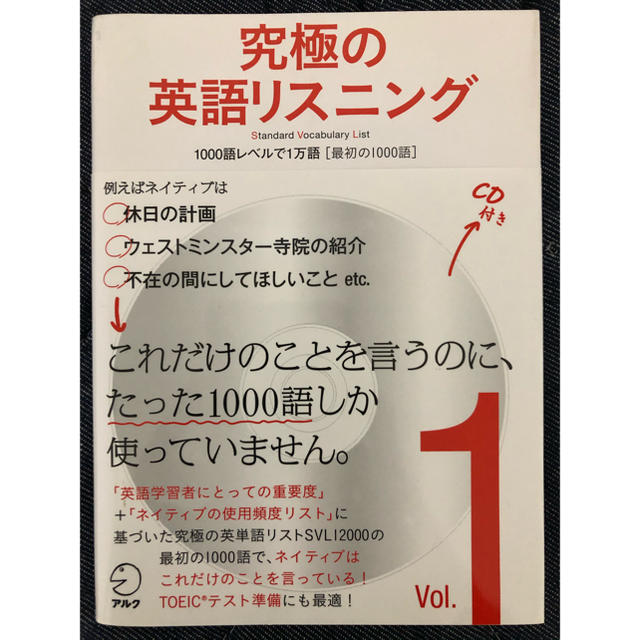 究極の
英語リスニング
Standard Vocabulary List
1000語レベルで1万語［最初の1000語］
例えばネイティブは
休日の計画
ウェストミンスター寺院の紹介
不在の間にしてほしいこと etc.
CD
付き
これだけのことを言うのに、
たった1000語しか
使っていません。
「英語学習者にとっての重要度」
＋「ネイティブの使用頻度リスト」に
基づいた究極の英単語リストSVL12000の
最初の1000語で、ネイティブは
これだけのことを言っている！
TOEIC®テスト準備にも最適！
アルク
Vol.
1